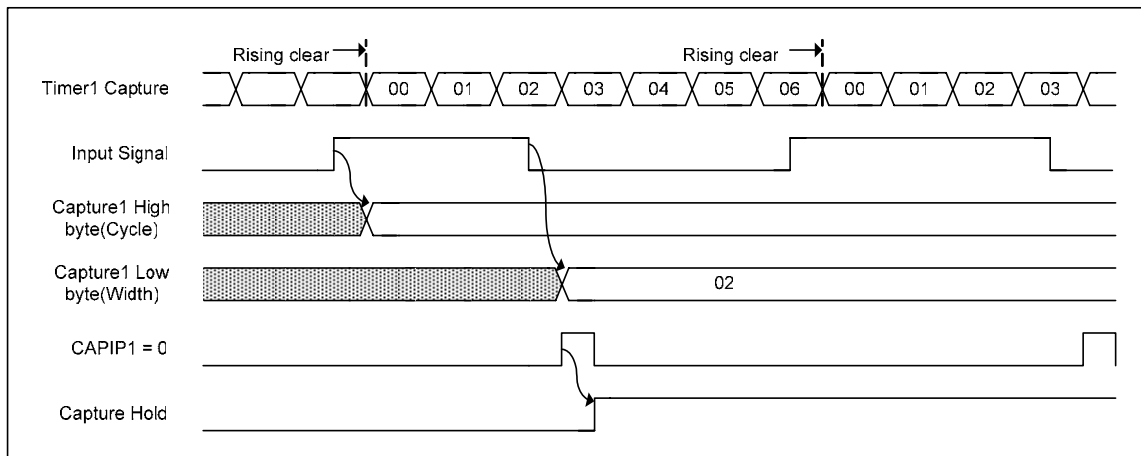 Rising clear
Rising clear
Timer1 Capture
00 01 02 03 04 05 06 00 01 02 03
Input Signal
Capture1 High
byte(Cycle)
Capture1 Low
byte(Width)
02
CAPIP1 = 0
Capture Hold